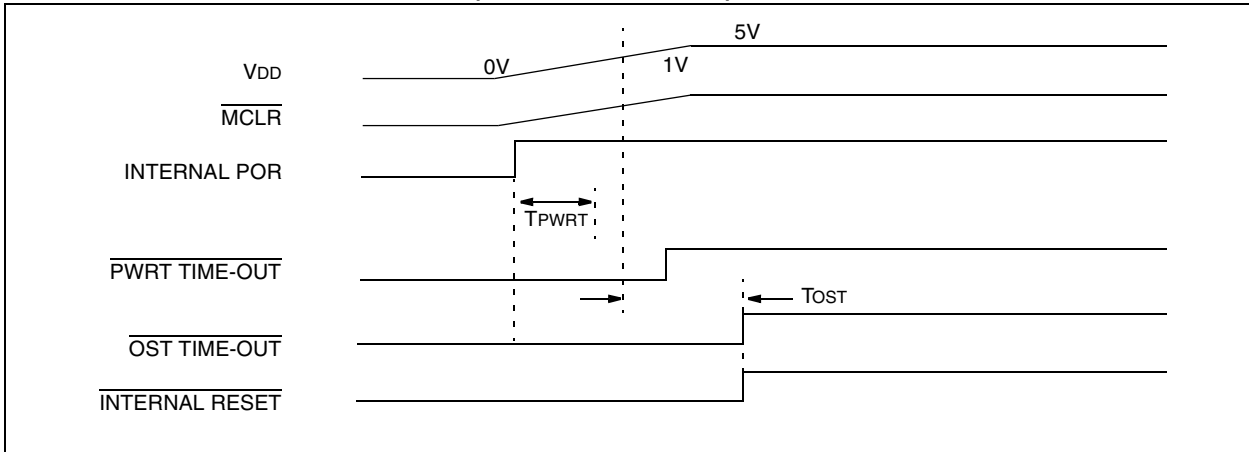 5V
VDD
0V
1V
MCLR
INTERNAL POR
TPWRT
PWRT TIME-OUT
TOST
OST TIME-OUT
INTERNAL RESET